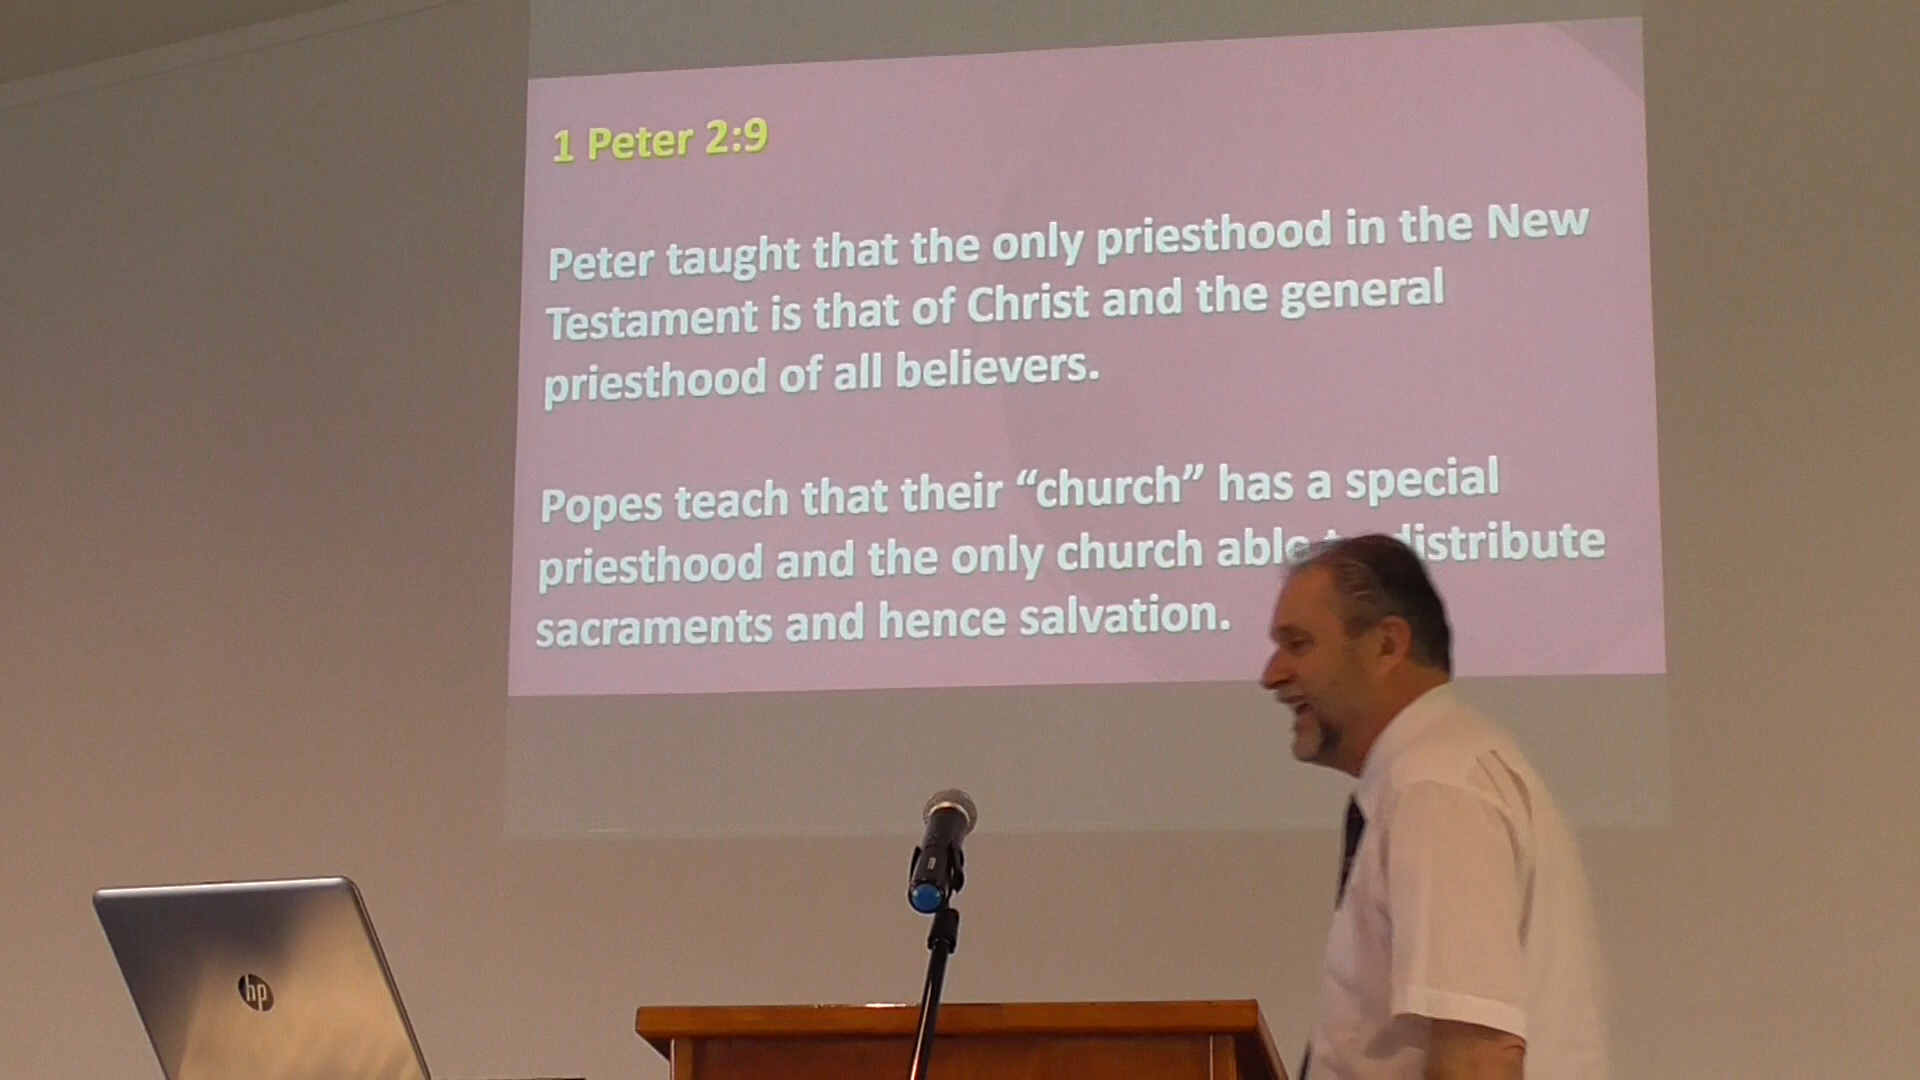 1 Peter 2:9
Peter taught that the only priesthood in the New
Testament is that of Christ and the general
priesthood of all believers.
Popes teach that their “church” has a special
priesthood and the only church able distribute
sacraments and hence salvation.
hp